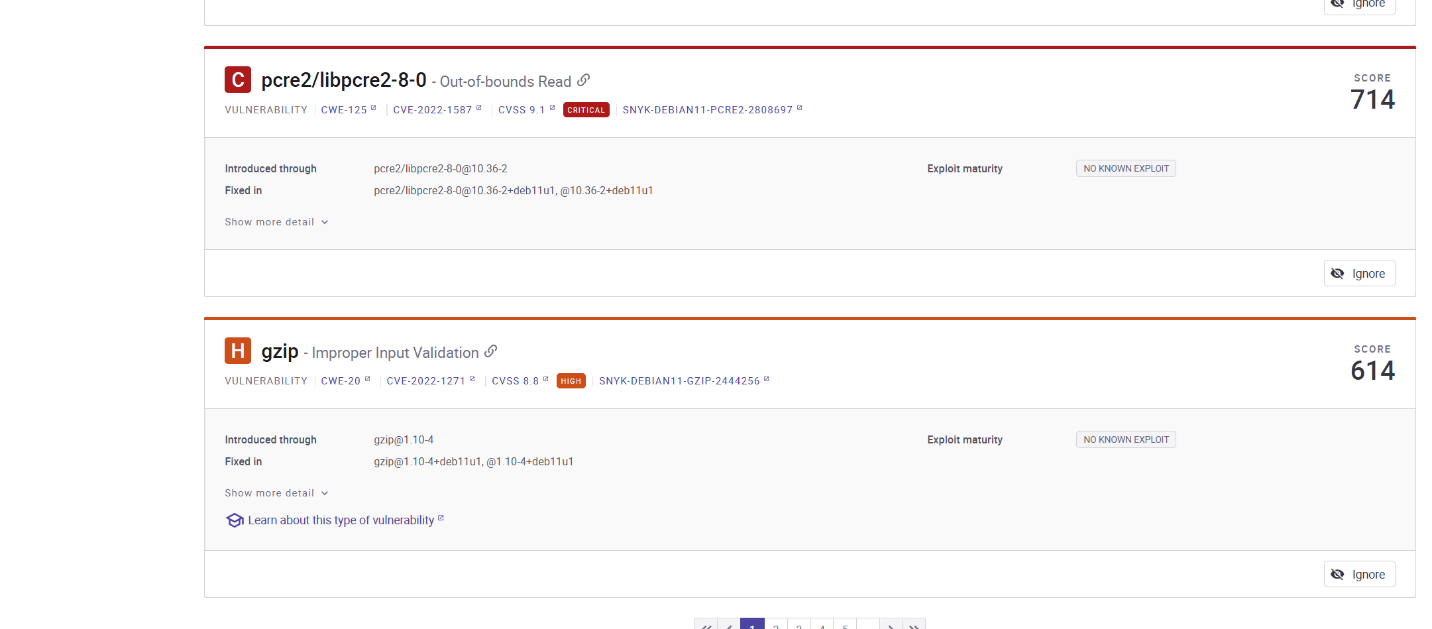 Ignore
C pcre2/libpcre2-8-0 - Out-of-bounds Read
SCORE
714
VULNERABILITY CWE-125 CVE-2022-1587 CVSS 9.1 CRITICAL SNYK-DEBIAN11-PCRE2-2808697
Introduced through pcre2/libpcre2-8-0@10.36-2 Exploit maturity NO KNOWN EXPLOIT
Fixed in pcre2/libpcre2-8-0@10.36-2+deb11u1, @10.36-2+deb11u1
Show more detail
Ignore
H gzip - Improper Input Validation
SCORE
614
VULNERABILITY CWE-20 CVE-2022-1271 CVSS 8.8 HIGH SNYK-DEBIAN11-GZIP-2444256
Introduced through gzip@1.10-4 Exploit maturity NO KNOWN EXPLOIT
Fixed in gzip@1.10-4+deb11u1, @1.10-4+deb11u1
Show more detail
Learn about this type of vulnerability
Ignore
1 2 3 4 5